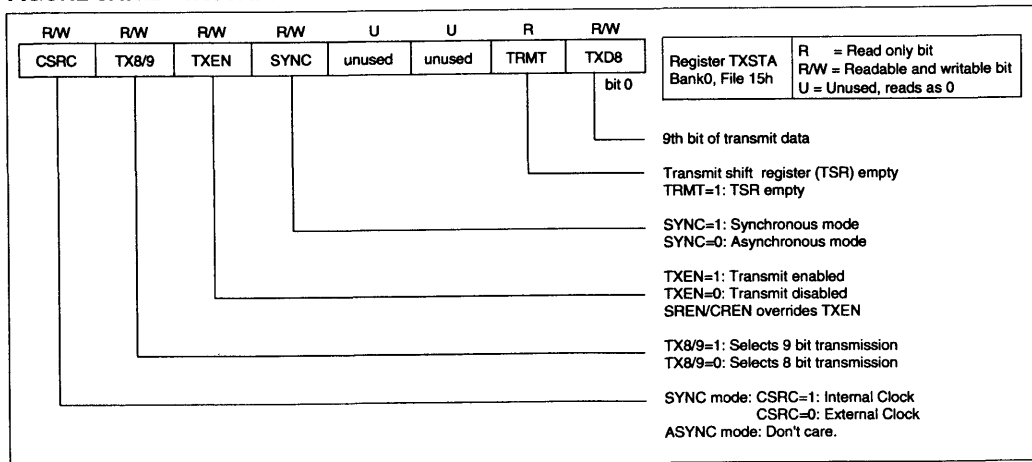 R/W R/W R/W R/W U U R R/W
CSRC TX8/9 TXEN SYNC unused unused TRMT TXD8
bit 0
Register TXSTA
Bank0, File 15h
R = Read only bit
R/W = Readable and writable bit
U = Unused, reads as 0
9th bit of transmit data
Transmit shift register (TSR) empty
TRMT=1: TSR empty
SYNC=1: Synchronous mode
SYNC=0: Asynchronous mode
TXEN=1: Transmit enabled
TXEN=0: Transmit disabled
SREN/CREN overrides TXEN
TX8/9=1: Selects 9 bit transmission
TX8/9=0: Selects 8 bit transmission
SYNC mode: CSRC=1: Internal Clock
CSRC=0: External Clock
ASYNC mode: Don't care.